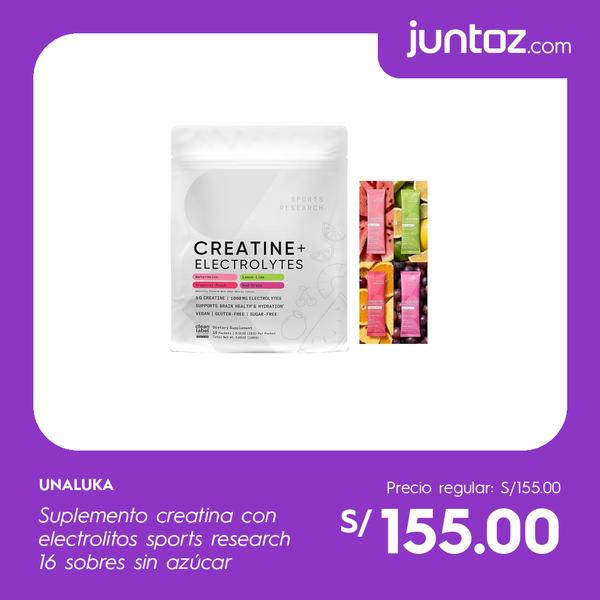 juntoz.com
SPORTS
RESEARCH
CREATINE+
ELECTROLYTES
Watermelon
Lemon Lime
Tropical Punch
Red Grape
5G CREATINE | 1000MG ELECTROLYTES
SUPPORTS BRAIN HEALTH & HYDRATION
VEGAN | GLUTEN-FREE | SUGAR-FREE
clean
label
Dietary Supplement
UNALUKA
Precio regular: S/155.00
Suplemento creatina con
electrolitos sports research
16 sobres sin azúcar
S/ 155.00